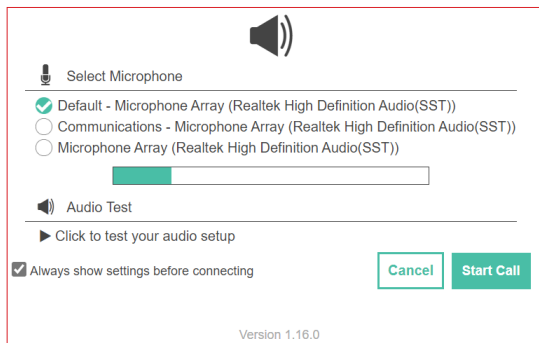 Select Microphone
Default - Microphone Array (Realtek High Definition Audio(SST))
Communications - Microphone Array (Realtek High Definition Audio(SST))
Microphone Array (Realtek High Definition Audio(SST))
Audio Test
Click to test your audio setup
Always show settings before connecting
Cancel
Start Call
Version 1.16.0